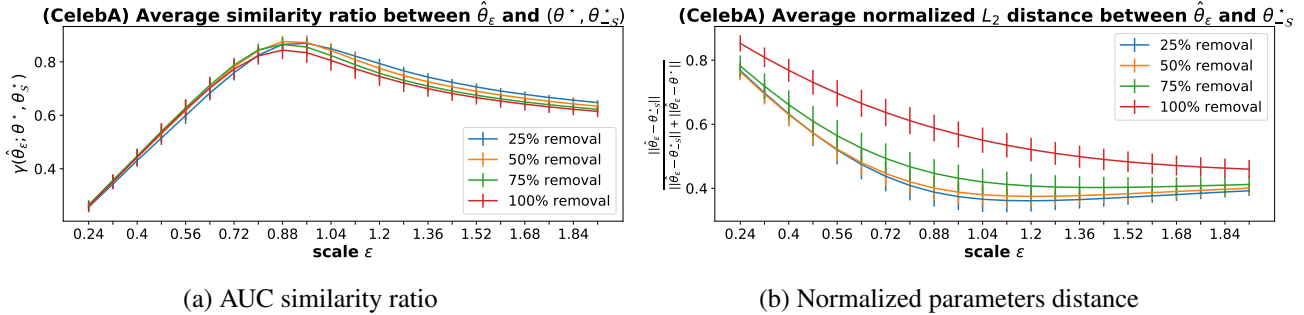 (CelebA) Average similarity ratio between θ̂_ε and (θ*, θ*_{-S})
γ(θ̂_ε; θ*, θ*_S)
0.8
0.6
0.4
25% removal
50% removal
75% removal
100% removal
0.24 0.4 0.56 0.72 0.88 1.04 1.2 1.36 1.52 1.68 1.84
scale ε
(a) AUC similarity ratio
(CelebA) Average normalized L₂ distance between θ̂_ε and θ*_{-S}
||θ̂_ε − θ*_{-S}||
||θ̂_ε − θ*_{-S}|| + ||θ̂_ε − θ*||
0.8
0.6
0.4
25% removal
50% removal
75% removal
100% removal
0.24 0.4 0.56 0.72 0.88 1.04 1.2 1.36 1.52 1.68 1.84
scale ε
(b) Normalized parameters distance